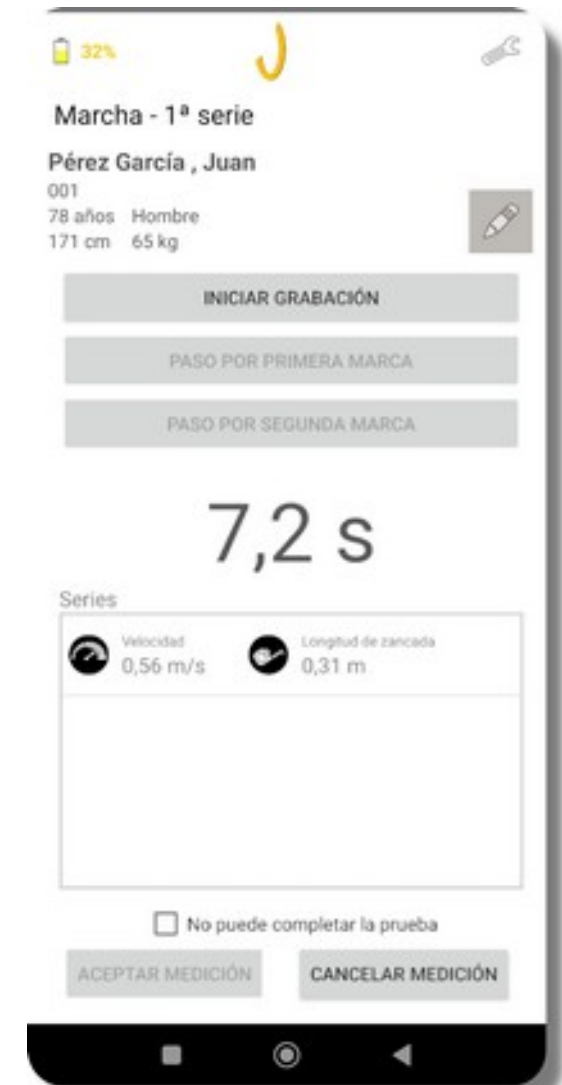 32%
Marcha - 1ª serie
Pérez García , Juan
001
78 años Hombre
171 cm 65 kg
INICIAR GRABACIÓN
PASO POR PRIMERA MARCA
PASO POR SEGUNDA MARCA
7,2 s
Series
Velocidad Longitud de zancada
0,56 m/s 0,31 m
No puede completar la prueba
ACEPTAR MEDICIÓN CANCELAR MEDICIÓN